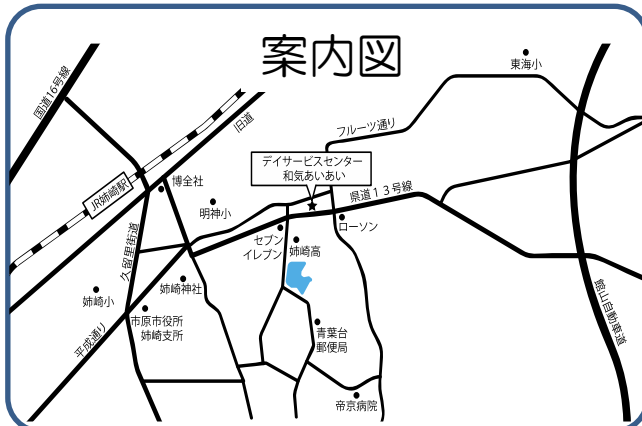 案内図
東海小
国道16号線
旧道
フルーツ通り
デイサービスセンター
和気あいあい
県道13号線
JR姉崎駅
博全社
明神小
ローソン
セブン
イレブン
姉崎高
久留里街道
姉崎神社
姉崎小
市原市役所
姉崎支所
平成通り
青葉台
郵便局
館山自動車道
帝京病院